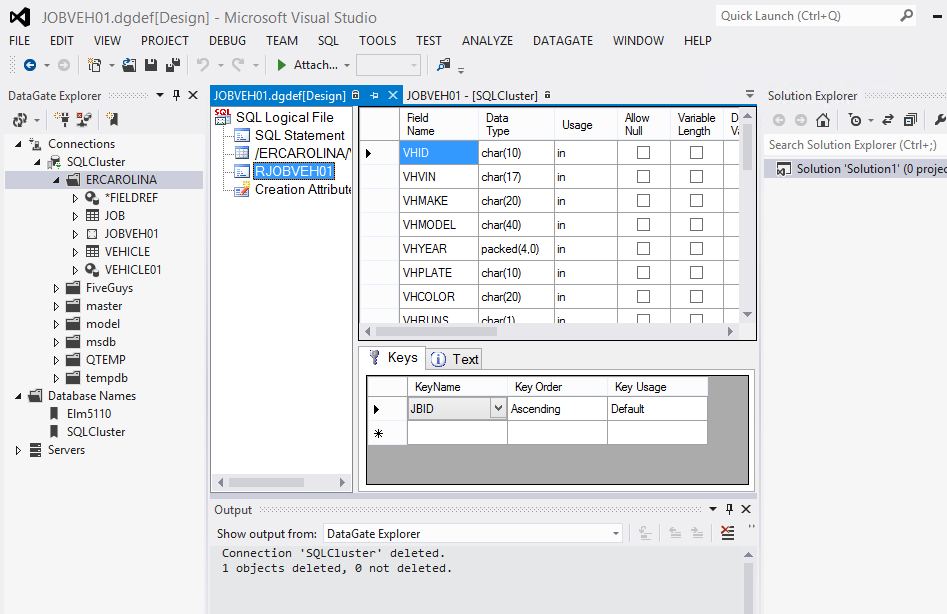 JOBVEH01.dgdef[Design] - Microsoft Visual Studio
Quick Launch (Ctrl+Q)
FILE EDIT VIEW PROJECT DEBUG TEAM SQL TOOLS TEST ANALYZE DATAGATE WINDOW HELP
Attach...
DataGate Explorer
Connections
SQLCluster
ERCAROLINA
*FIELDREF
JOB
JOBVEH01
VEHICLE
VEHICLE01
FiveGuys
master
model
msdb
QTEMP
tempdb
Database Names
Elm5110
SQLCluster
Servers
JOBVEH01.dgdef[Design] JOBVEH01 - [SQLCluster]
SQL SQL Logical File
SQL Statement
/ERCAROLINA/
RJOBVEH01
Creation Attribute
Field Name Data Type Usage Allow Null Variable Length D Va
VHID char(10) in
VHVIN char(17) in
VHMAKE char(20) in
VHMODEL char(40) in
VHYEAR packed(4,0) in
VHPLATE char(10) in
VHCOLOR char(20) in
VHRUNS char(1) in
Keys Text
KeyName Key Order Key Usage
JBID Ascending Default
Output
Show output from: DataGate Explorer
Connection 'SQLCluster' deleted.
1 objects deleted, 0 not deleted.
Solution Explorer
Search Solution Explorer (Ctrl+;)
Solution 'Solution1' (0 projec